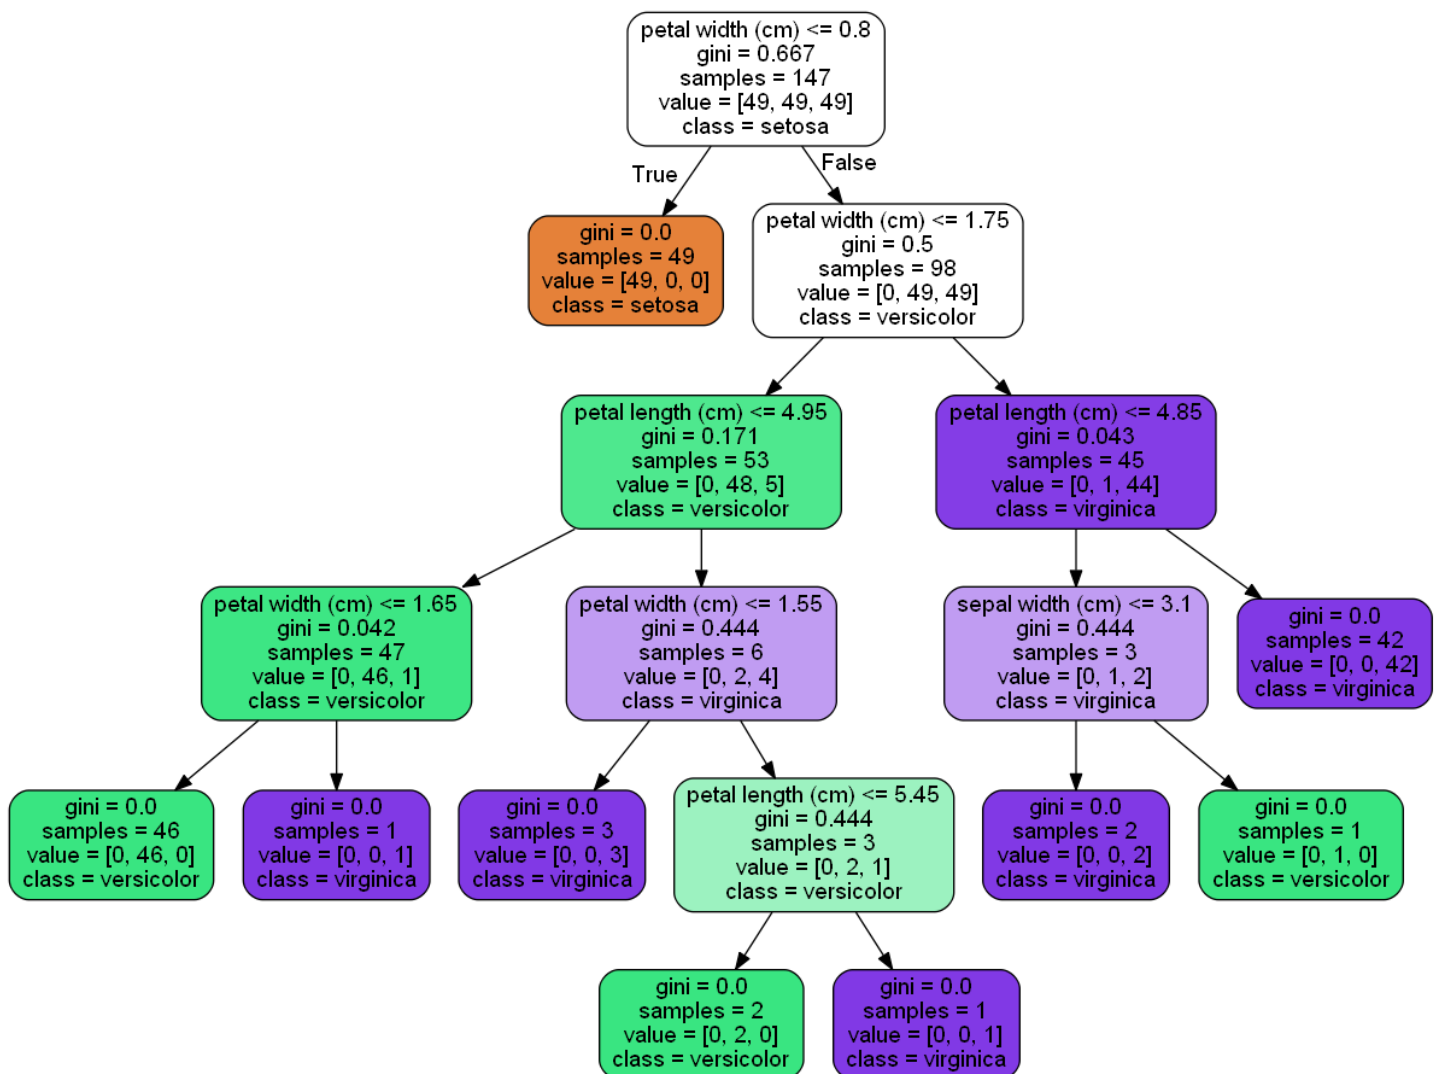 petal width (cm) <= 0.8
gini = 0.667
samples = 147
value = [49, 49, 49]
class = setosa
True
False
gini = 0.0
samples = 49
value = [49, 0, 0]
class = setosa
petal width (cm) <= 1.75
gini = 0.5
samples = 98
value = [0, 49, 49]
class = versicolor
petal length (cm) <= 4.95
gini = 0.171
samples = 53
value = [0, 48, 5]
class = versicolor
petal length (cm) <= 4.85
gini = 0.043
samples = 45
value = [0, 1, 44]
class = virginica
petal width (cm) <= 1.65
gini = 0.042
samples = 47
value = [0, 46, 1]
class = versicolor
petal width (cm) <= 1.55
gini = 0.444
samples = 6
value = [0, 2, 4]
class = virginica
sepal width (cm) <= 3.1
gini = 0.444
samples = 3
value = [0, 1, 2]
class = virginica
gini = 0.0
samples = 42
value = [0, 0, 42]
class = virginica
gini = 0.0
samples = 46
value = [0, 46, 0]
class = versicolor
gini = 0.0
samples = 1
value = [0, 0, 1]
class = virginica
gini = 0.0
samples = 3
value = [0, 0, 3]
class = virginica
petal length (cm) <= 5.45
gini = 0.444
samples = 3
value = [0, 2, 1]
class = versicolor
gini = 0.0
samples = 2
value = [0, 0, 2]
class = virginica
gini = 0.0
samples = 1
value = [0, 1, 0]
class = versicolor
gini = 0.0
samples = 2
value = [0, 2, 0]
class = versicolor
gini = 0.0
samples = 1
value = [0, 0, 1]
class = virginica